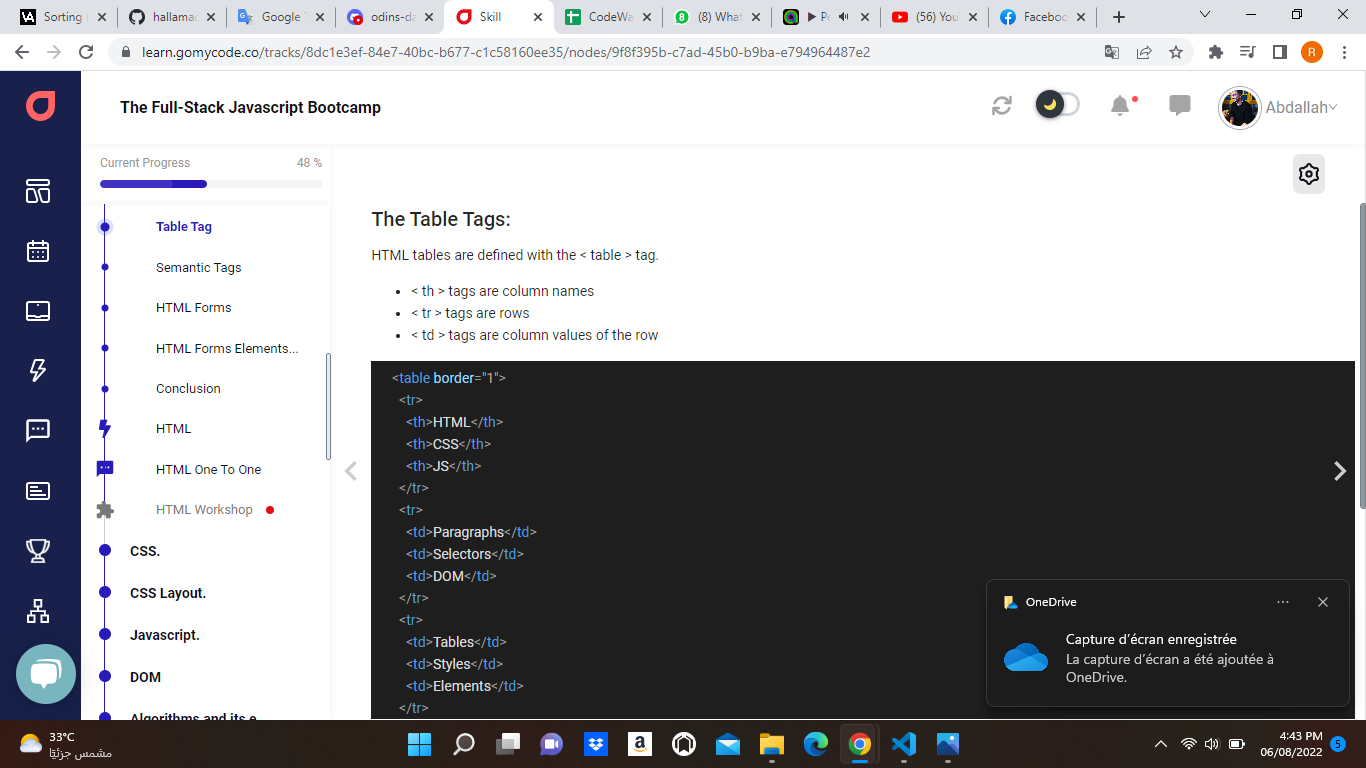 Sorting (
hallamac
Google T
odins-da
Skill
CodeWa
(8) What
Pe
(56) You
Faceboo
learn.gomycode.co/tracks/8dc1e3ef-84e7-40bc-b677-c1c58160ee35/nodes/9f8f395b-c7ad-45b0-b9ba-e794964487e2
R
The Full-Stack Javascript Bootcamp
Abdallah
Current Progress
48 %
Table Tag
Semantic Tags
HTML Forms
HTML Forms Elements...
Conclusion
HTML
HTML One To One
HTML Workshop
CSS.
CSS Layout.
Javascript.
DOM
Algorithms and its e
The Table Tags:
HTML tables are defined with the < table > tag.
• < th > tags are column names
• < tr > tags are rows
• < td > tags are column values of the row
<table border="1">
<tr>
<th>HTML</th>
<th>CSS</th>
<th>JS</th>
</tr>
<tr>
<td>Paragraphs</td>
<td>Selectors</td>
<td>DOM</td>
</tr>
<tr>
<td>Tables</td>
<td>Styles</td>
<td>Elements</td>
</tr>
OneDrive
Capture d'écran enregistrée
La capture d'écran a été ajoutée à
OneDrive.
33°C
مشمس جزئيًا
4:43 PM
06/08/2022
5